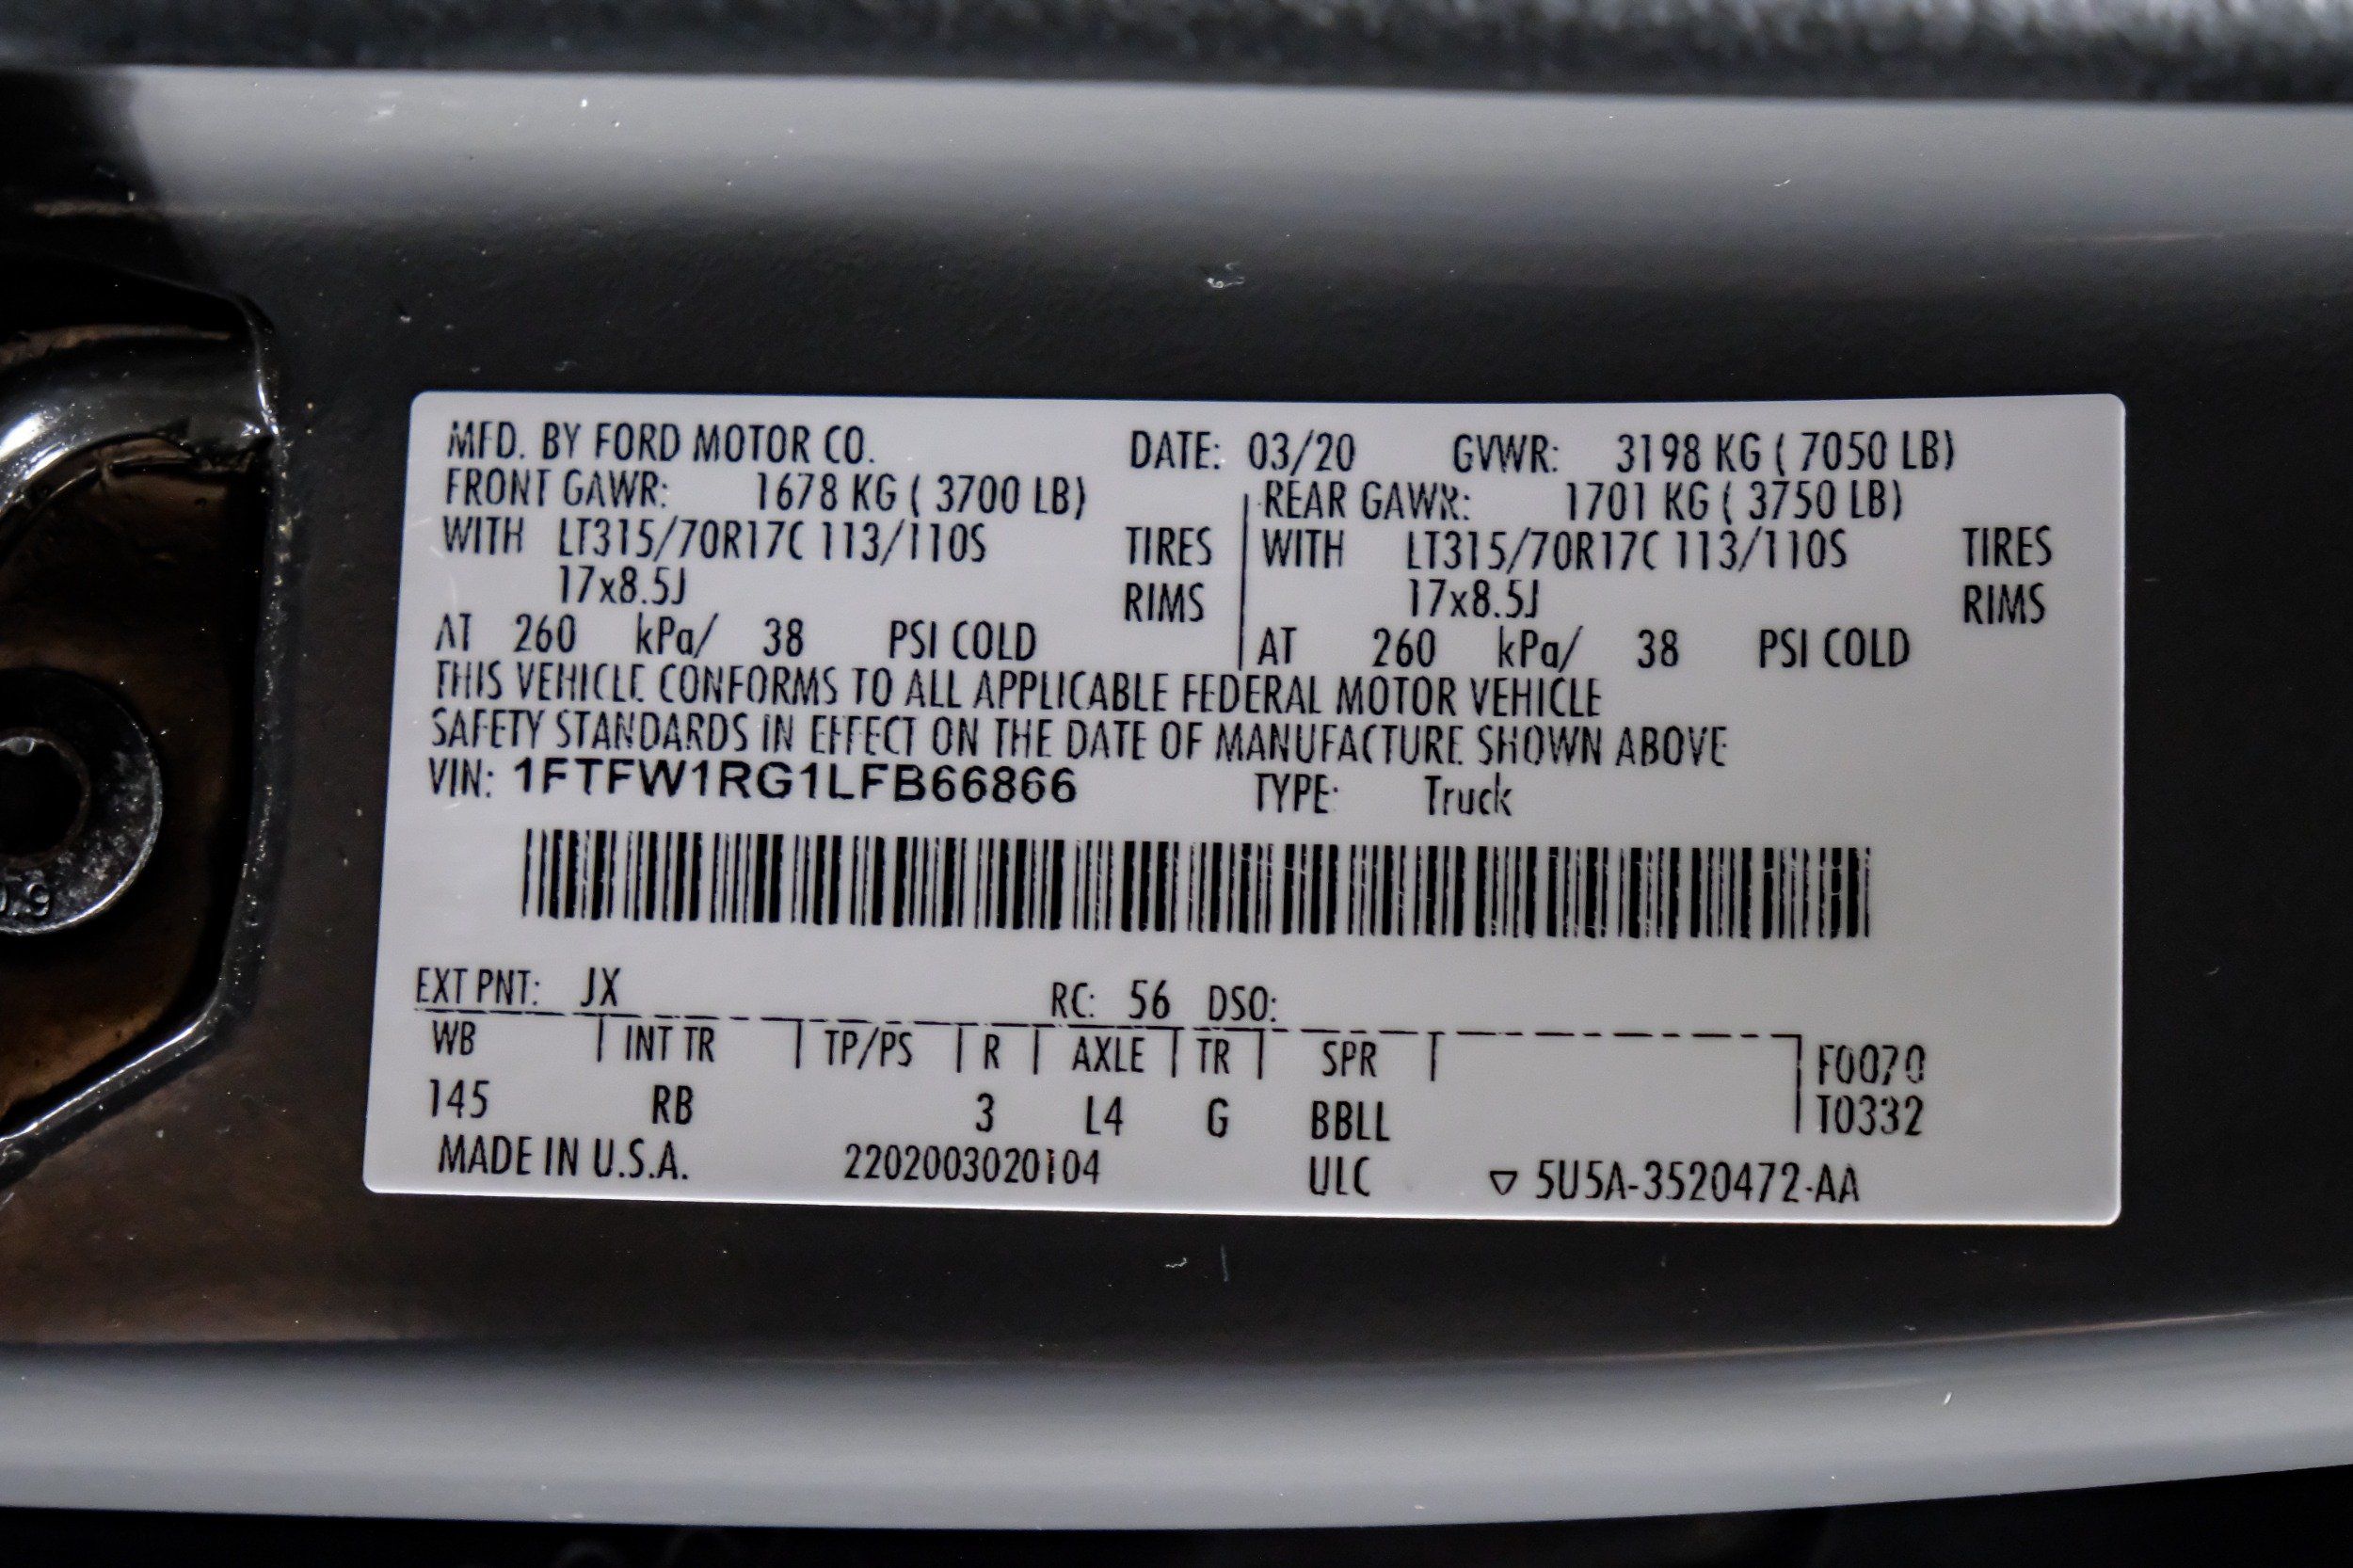 MFD. BY FORD MOTOR CO. DATE: 03/20 GVWR: 3198 KG ( 7050 LB)
FRONT GAWR: 1678 KG ( 3700 LB) REAR GAWR: 1701 KG ( 3750 LB)
WITH LT315/70R17C 113/110S TIRES WITH LT315/70R17C 113/110S TIRES
17x8.5J RIMS 17x8.5J RIMS
AT 260 kPa/ 38 PSI COLD AT 260 kPa/ 38 PSI COLD
THIS VEHICLE CONFORMS TO ALL APPLICABLE FEDERAL MOTOR VEHICLE
SAFETY STANDARDS IN EFFECT ON THE DATE OF MANUFACTURE SHOWN ABOVE
VIN: 1FTFW1RG1LFB66866 TYPE: Truck
EXT PNT: JX RC: 56 DSO:
WB INT TR TP/PS R AXLE TR SPR F0070
145 RB 3 L4 G BBLL T0332
MADE IN U.S.A. 2202003020104 ULC ▽ 5U5A-3520472-AA